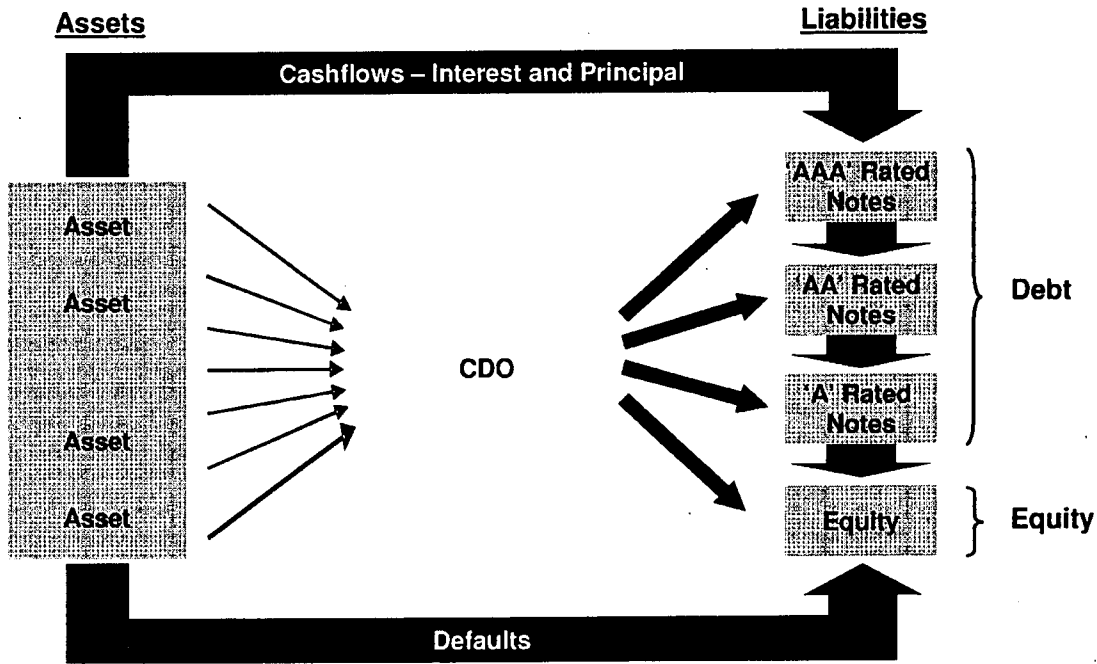 Assets
Liabilities
Cashflows – Interest and Principal
'AAA' Rated
Notes
Asset
Asset
'AA' Rated
Notes
Debt
CDO
'A' Rated
Notes
Asset
Asset
Equity
Equity
Defaults